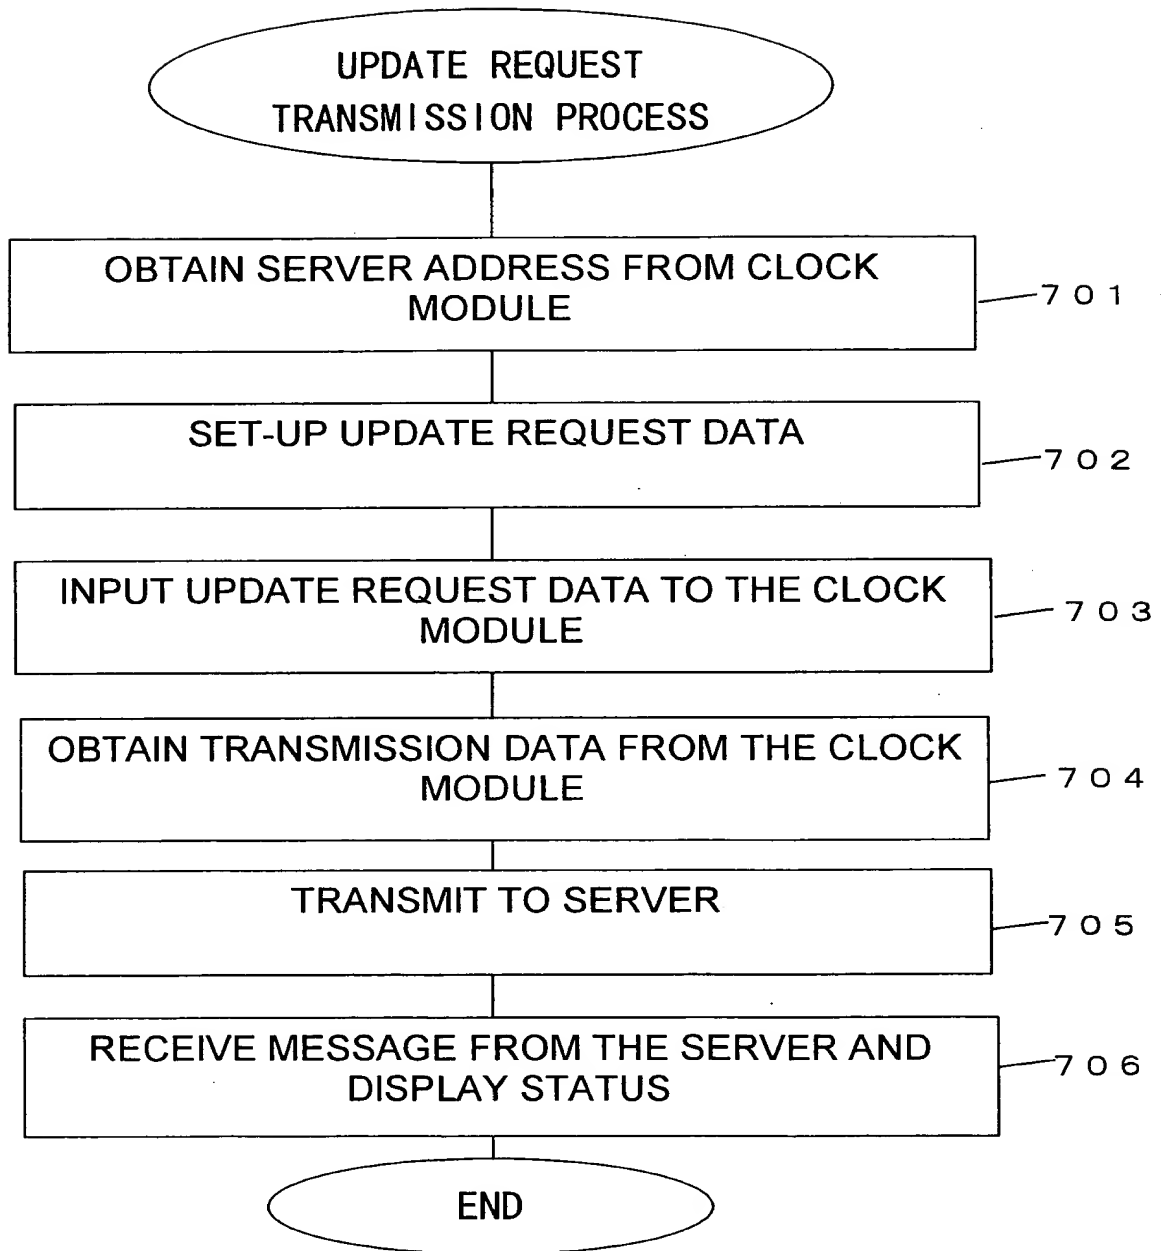 UPDATE REQUEST
TRANSMISSION PROCESS
OBTAIN SERVER ADDRESS FROM CLOCK
MODULE
701
SET-UP UPDATE REQUEST DATA
702
INPUT UPDATE REQUEST DATA TO THE CLOCK
MODULE
703
OBTAIN TRANSMISSION DATA FROM THE CLOCK
MODULE
704
TRANSMIT TO SERVER
705
RECEIVE MESSAGE FROM THE SERVER AND
DISPLAY STATUS
706
END